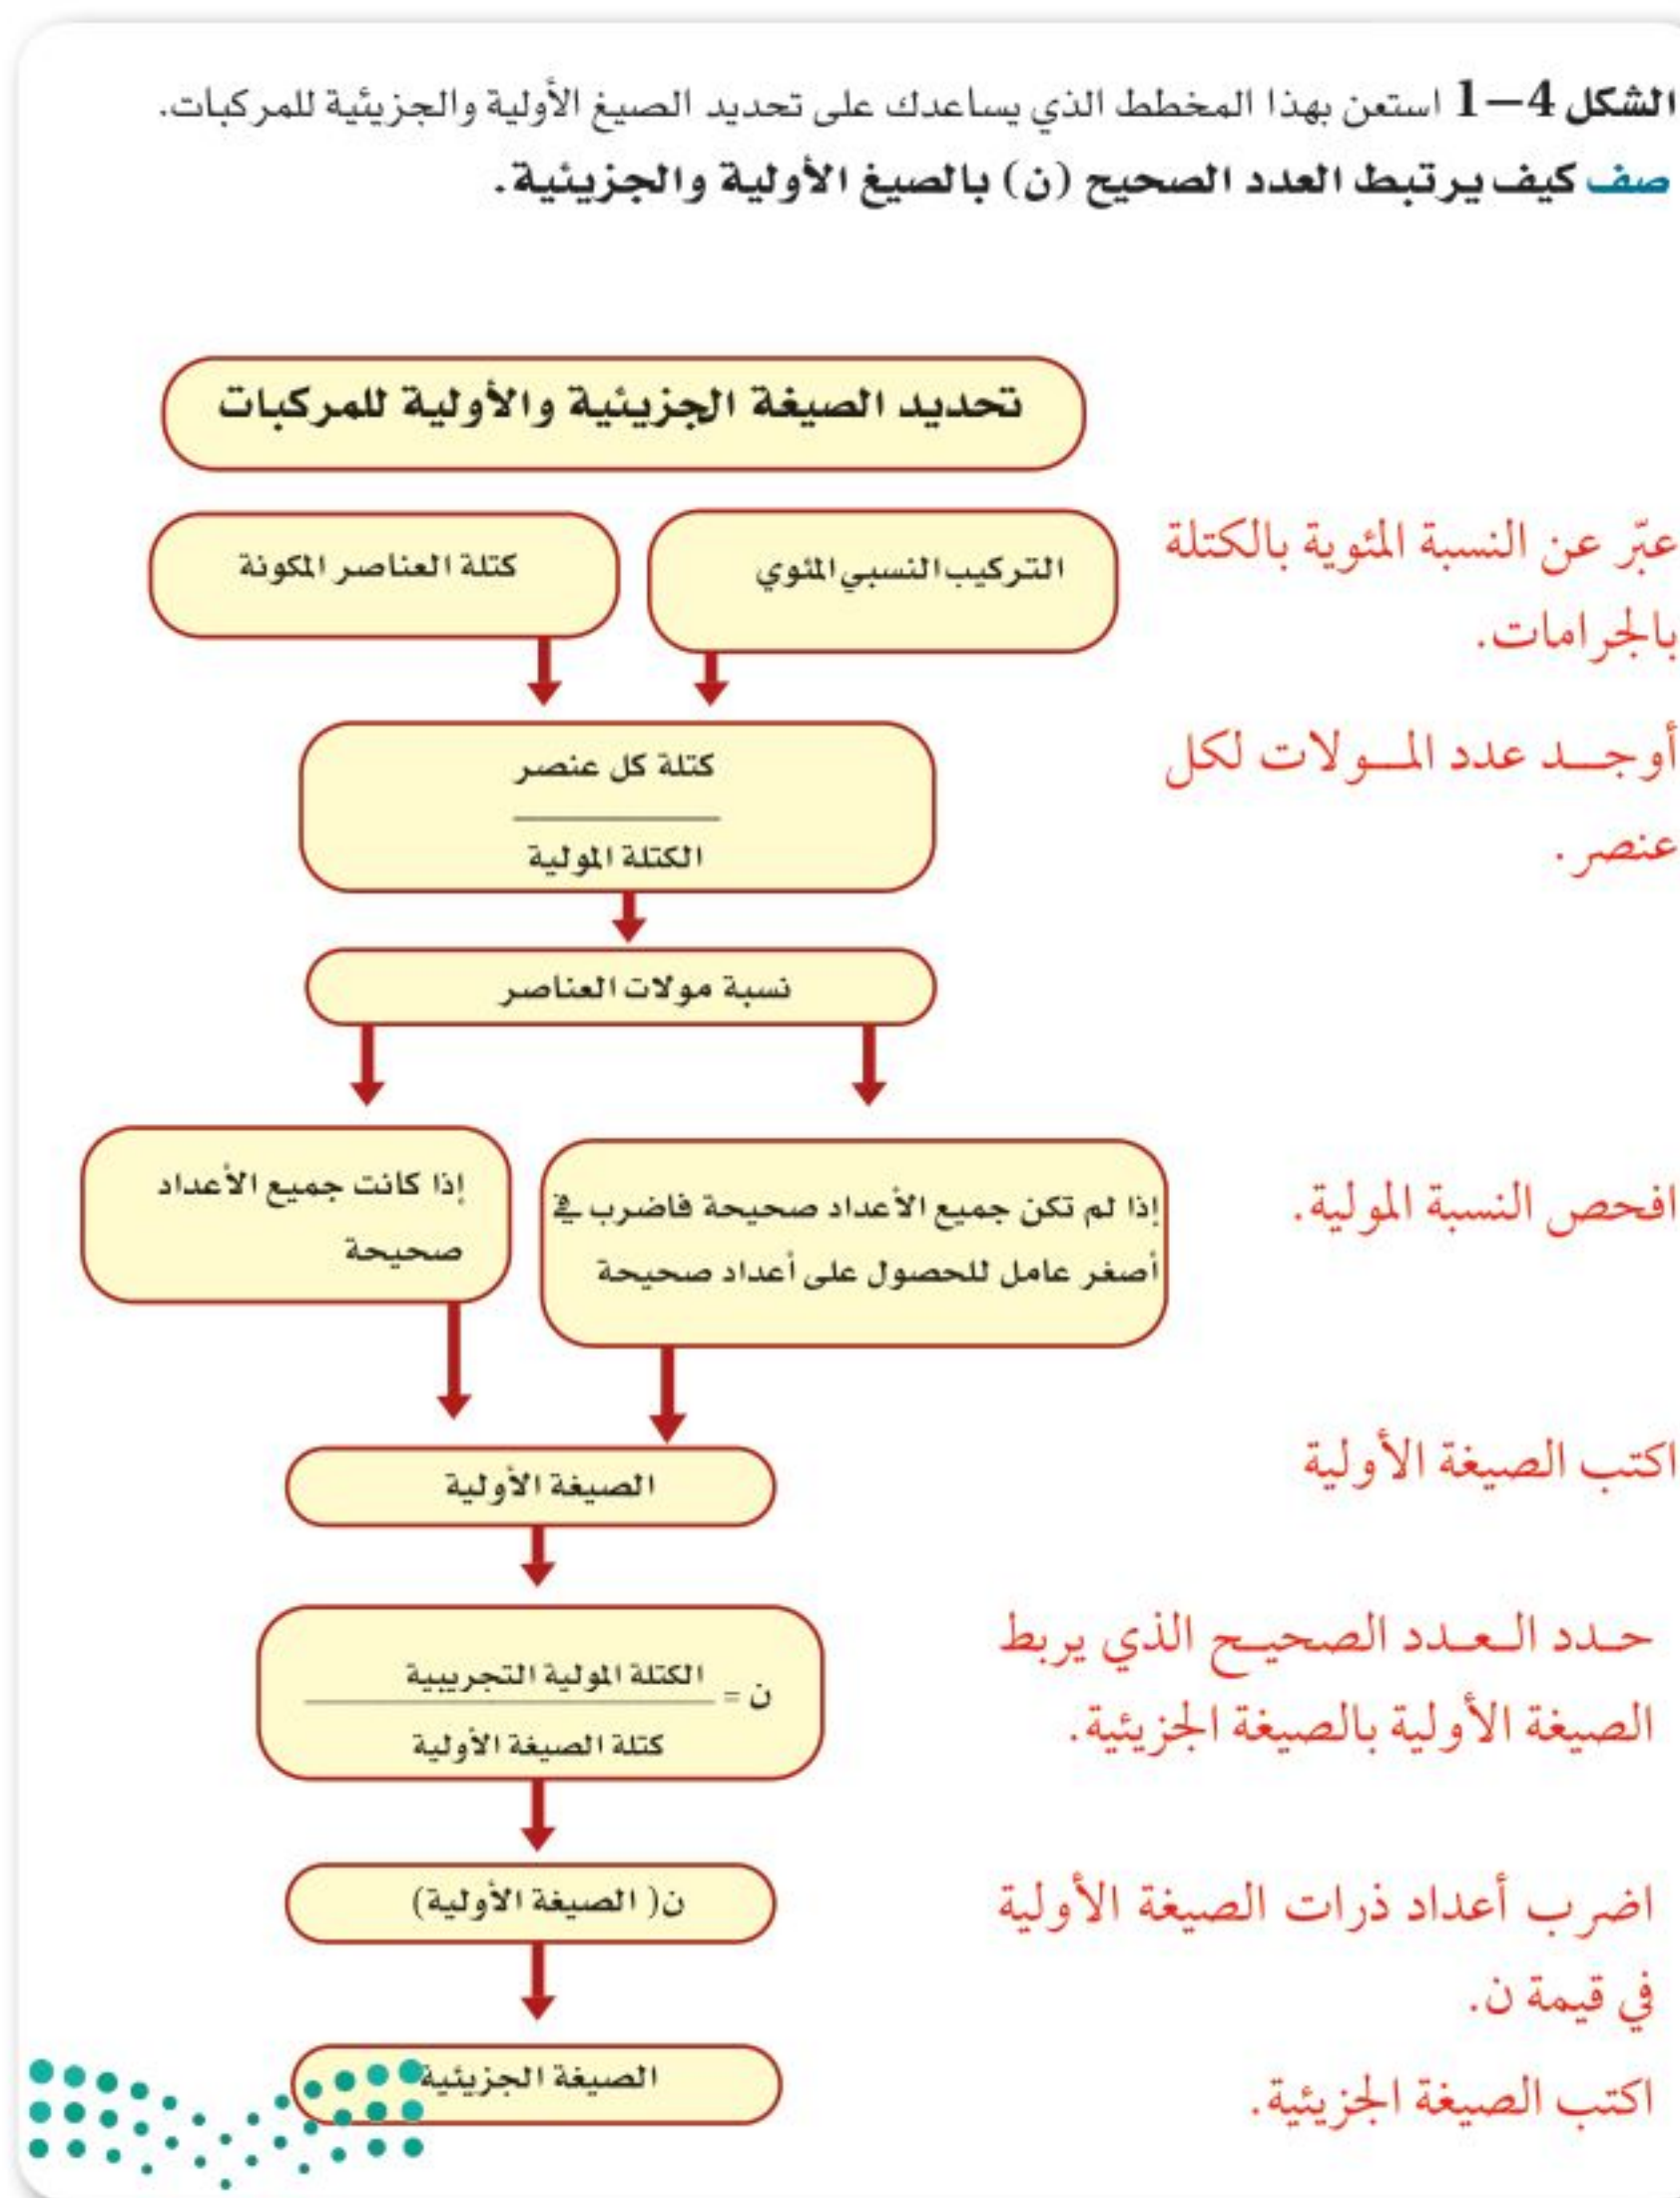 الشكل 4–1 استعن بهذا المخطط الذي يساعدك على تحديد الصيغ الأولية والجزيئية للمركبات.
صف كيف يرتبط العدد الصحيح (ن) بالصيغ الأولية والجزيئية.
تحديد الصيغة الجزيئية والأولية للمركبات
عبّر عن النسبة المئوية بالكتلة
بالجرامات.
التركيب النسبي المئوي
كتلة العناصر المكونة
أوجــد عدد المــولات لكل
عنصر.
كتلة كل عنصر
الكتلة المولية
نسبة مولات العناصر
افحص النسبة المولية.
إذا لم تكن جميع الأعداد صحيحة فاضرب في
أصغر عامل للحصول على أعداد صحيحة
إذا كانت جميع الأعداد
صحيحة
اكتب الصيغة الأولية
الصيغة الأولية
حــدد الــعــدد الصحيــح الذي يربط
الصيغة الأولية بالصيغة الجزيئية.
الكتلة المولية التجريبية
ن =
كتلة الصيغة الأولية
اضرب أعداد ذرات الصيغة الأولية
في قيمة ن.
ن( الصيغة الأولية)
اكتب الصيغة الجزيئية.
الصيغة الجزيئية